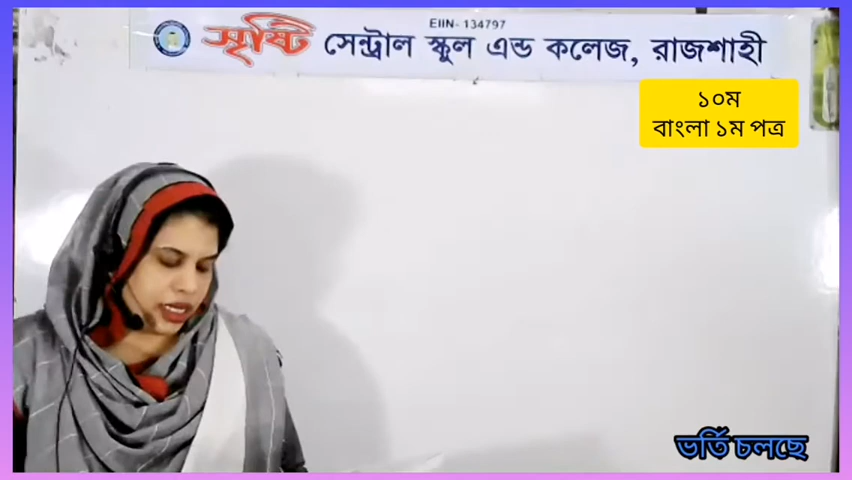 EIIN- 134797
সৃষ্টি সেন্ট্রাল স্কুল এন্ড কলেজ, রাজশাহী
১০ম
বাংলা ১ম পত্র
ভর্তি চলছে